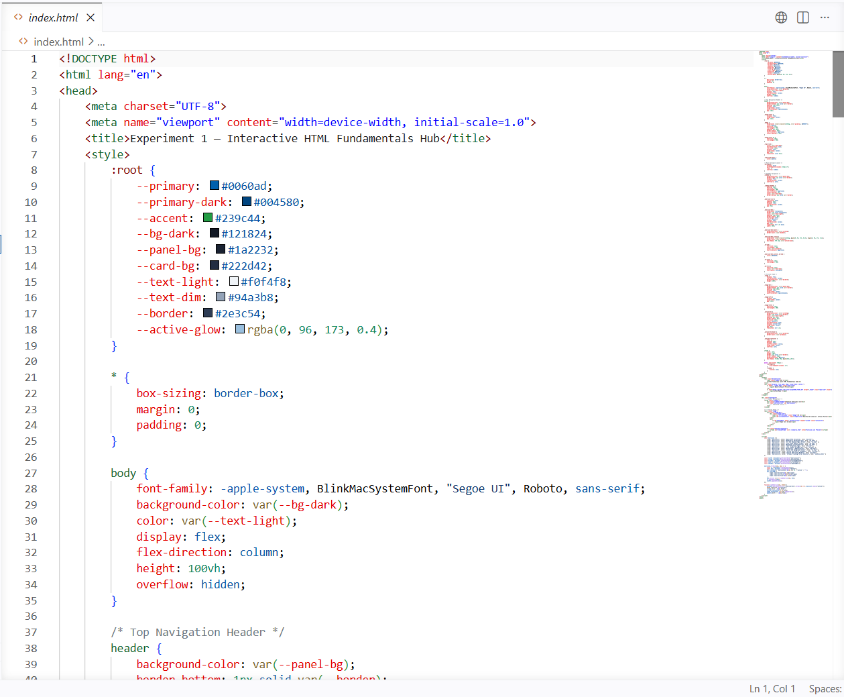 index.html
index.html > ...
1 <!DOCTYPE html>
2 <html lang="en">
3 <head>
4 <meta charset="UTF-8">
5 <meta name="viewport" content="width=device-width, initial-scale=1.0">
6 <title>Experiment 1 – Interactive HTML Fundamentals Hub</title>
7 <style>
8 :root {
9 --primary: #0060ad;
10 --primary-dark: #004580;
11 --accent: #239c44;
12 --bg-dark: #121824;
13 --panel-bg: #1a2232;
14 --card-bg: #222d42;
15 --text-light: #f0f4f8;
16 --text-dim: #94a3b8;
17 --border: #2e3c54;
18 --active-glow: rgba(0, 96, 173, 0.4);
19 }
20
21 * {
22 box-sizing: border-box;
23 margin: 0;
24 padding: 0;
25 }
26
27 body {
28 font-family: -apple-system, BlinkMacSystemFont, "Segoe UI", Roboto, sans-serif;
29 background-color: var(--bg-dark);
30 color: var(--text-light);
31 display: flex;
32 flex-direction: column;
33 height: 100vh;
34 overflow: hidden;
35 }
36
37 /* Top Navigation Header */
38 header {
39 background-color: var(--panel-bg);
40 border-bottom: 1px solid var(--border);
Ln 1, Col 1 Spaces: